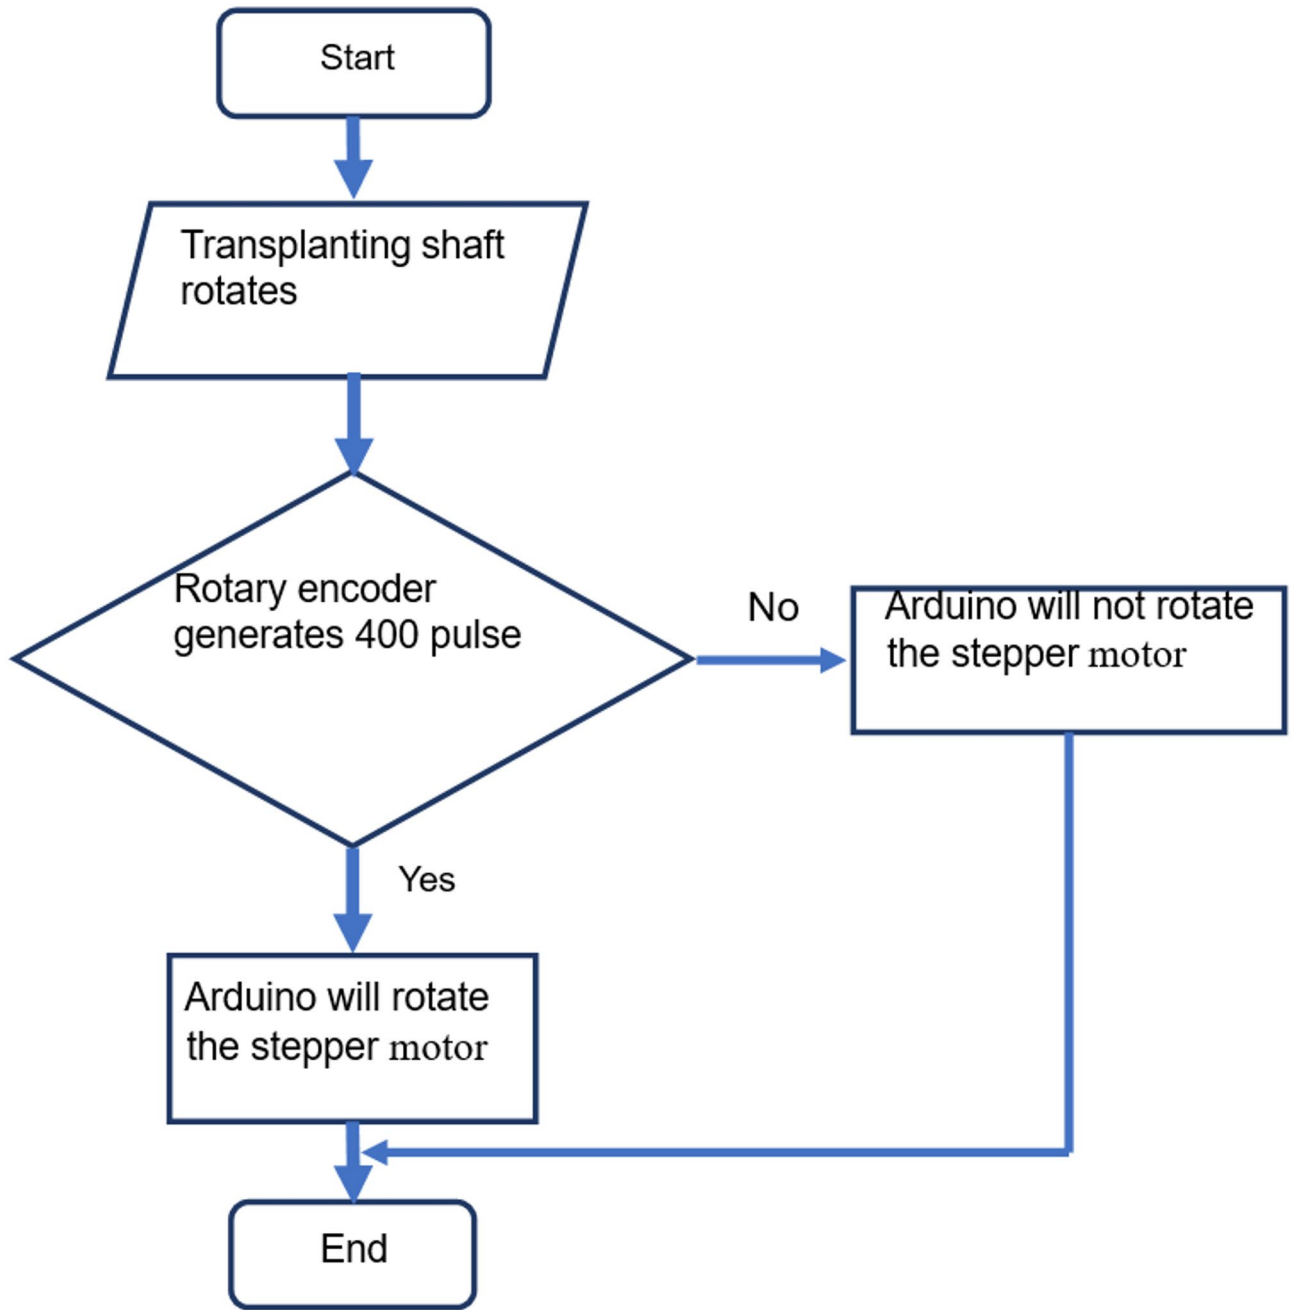 Start
Transplanting shaft
rotates
Rotary encoder
generates 400 pulse
No
Arduino will not rotate
the stepper motor
Yes
Arduino will rotate
the stepper motor
End